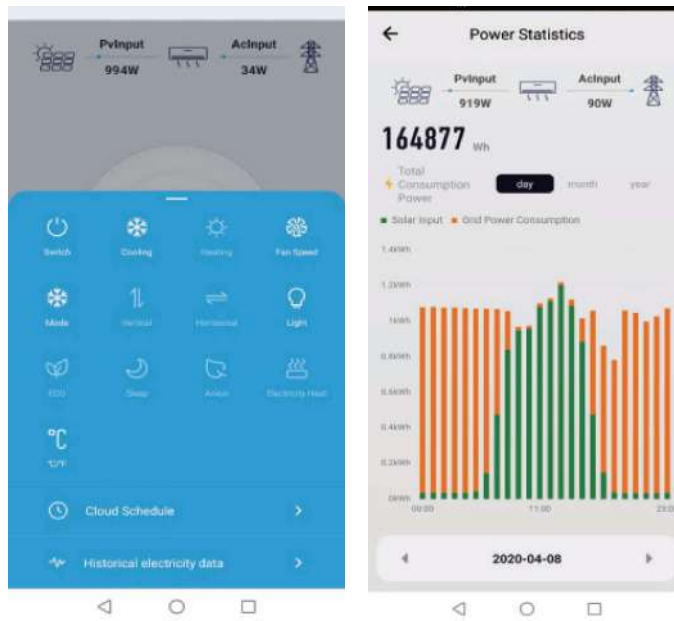 PvInput
AcInput
994W
34W
Switch
Cooling
Heating
Fan Speed
Mode
Vertical
Horizontal
Light
ECO
Sleep
Anion
Electricity Heat
°C
°C/°F
Cloud Schedule
Historical electricity data
Power Statistics
PvInput
AcInput
919W
90W
164877 Wh
Total
Consumption
Power
day
month
year
Solar Input
Grid Power Consumption
1.4kWh
1.2kWh
1kWh
0.8kWh
0.6kWh
0.4kWh
0.2kWh
0kWh
00:00
11:00
23:00
2020-04-08